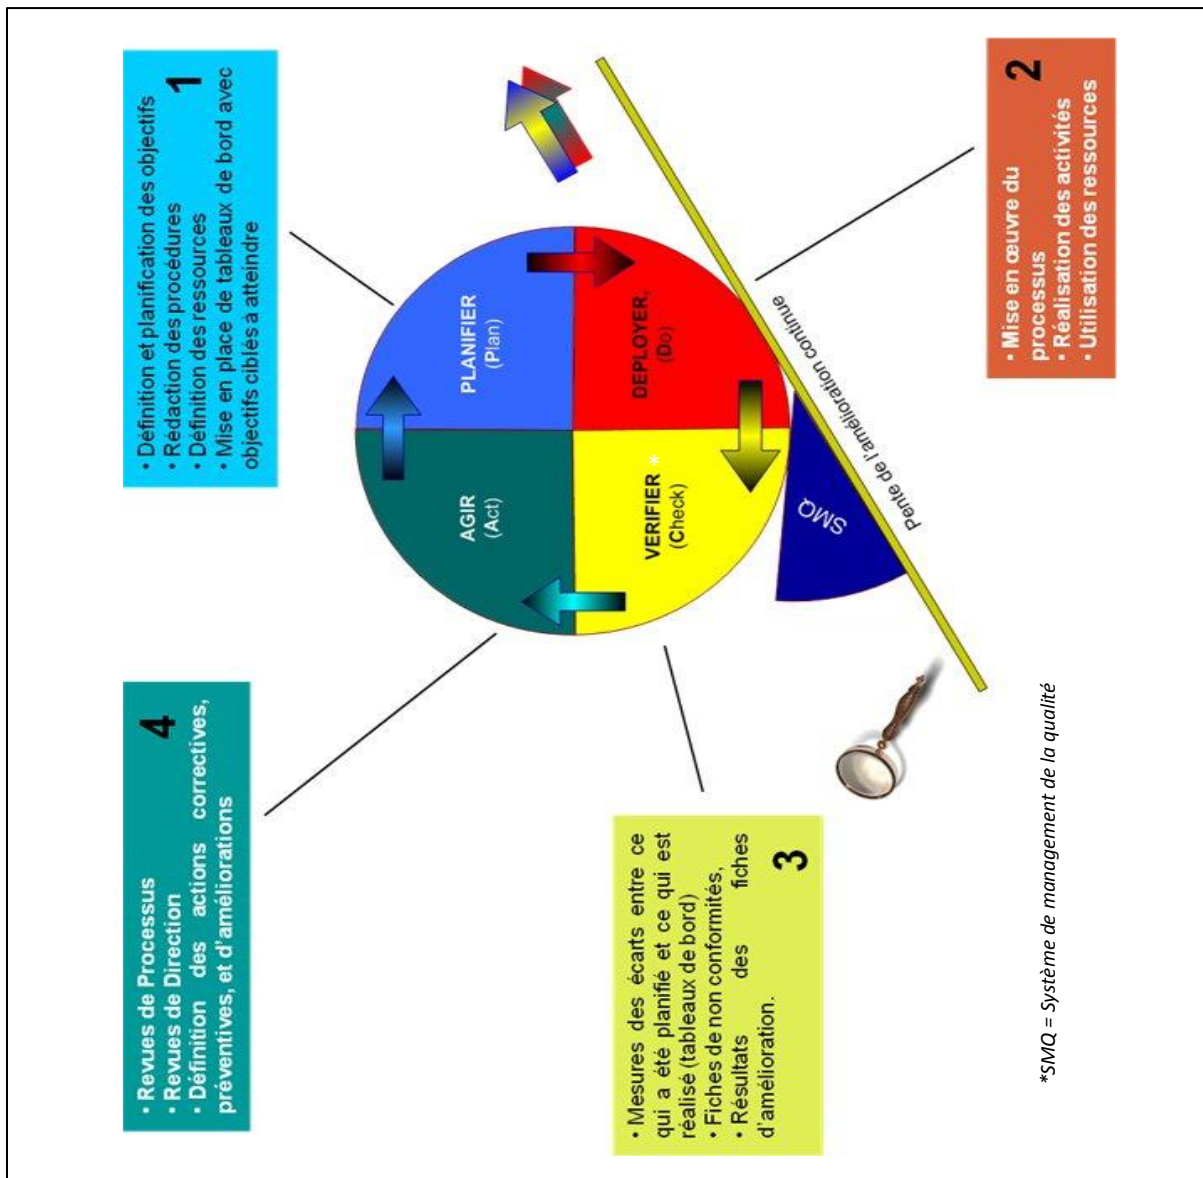 1
• Définition et planification des objectifs
• Rédaction des procédures
• Définition des ressources
• Mise en place de tableaux de bord avec
objectifs ciblés à atteindre
2
• Mise en œuvre du
processus
• Réalisation des activités
• Utilisation des ressources
3
• Mesures des écarts entre ce
qui a été planifié et ce qui est
réalisé (tableaux de bord)
• Fiches de non conformités,
• Résultats des fiches
d'amélioration.
4
• Revues de Processus
• Revues de Direction
• Définition des actions correctives,
préventives, et d'améliorations
PLANIFIER
(Plan)
DEPLOYER,
(Do)
VERIFIER *
(Check)
AGIR
(Act)
SMQ
Pente de l'amélioration continue
*SMQ = Système de management de la qualité